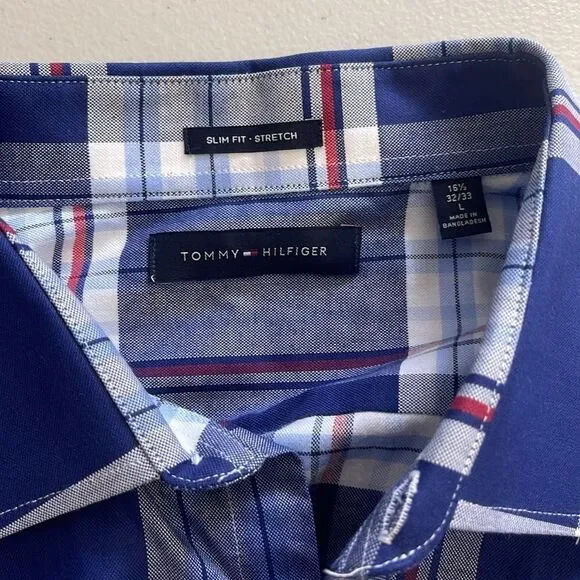 SLIM FIT · STRETCH
16½
32/33
L
MADE IN
BANGLADESH
TOMMY HILFIGER